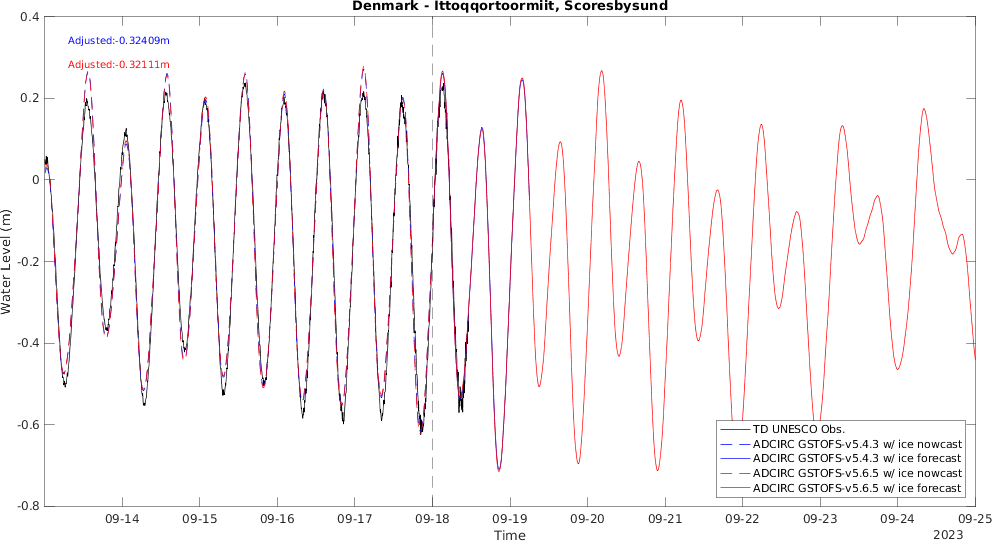 Denmark - Ittoqqortoormiit, Scoresbysund
Adjusted:-0.32409m
Adjusted:-0.32111m
0.4
0.2
0
-0.2
-0.4
-0.6
-0.8
Water Level (m)
TD UNESCO Obs.
ADCIRC GSTOFS-v5.4.3 w/ ice nowcast
ADCIRC GSTOFS-v5.4.3 w/ ice forecast
ADCIRC GSTOFS-v5.6.5 w/ ice nowcast
ADCIRC GSTOFS-v5.6.5 w/ ice forecast
09-14 09-15 09-16 09-17 09-18 09-19 09-20 09-21 09-22 09-23 09-24 09-25
Time
2023